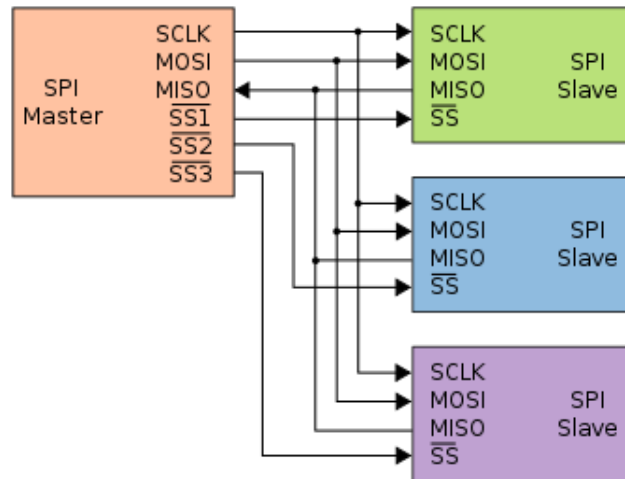 SCLK
MOSI
MISO
SS1
SS2
SS3
SPI
Master
SCLK
MOSI
MISO
SS
SPI
Slave
SCLK
MOSI
MISO
SS
SPI
Slave
SCLK
MOSI
MISO
SS
SPI
Slave